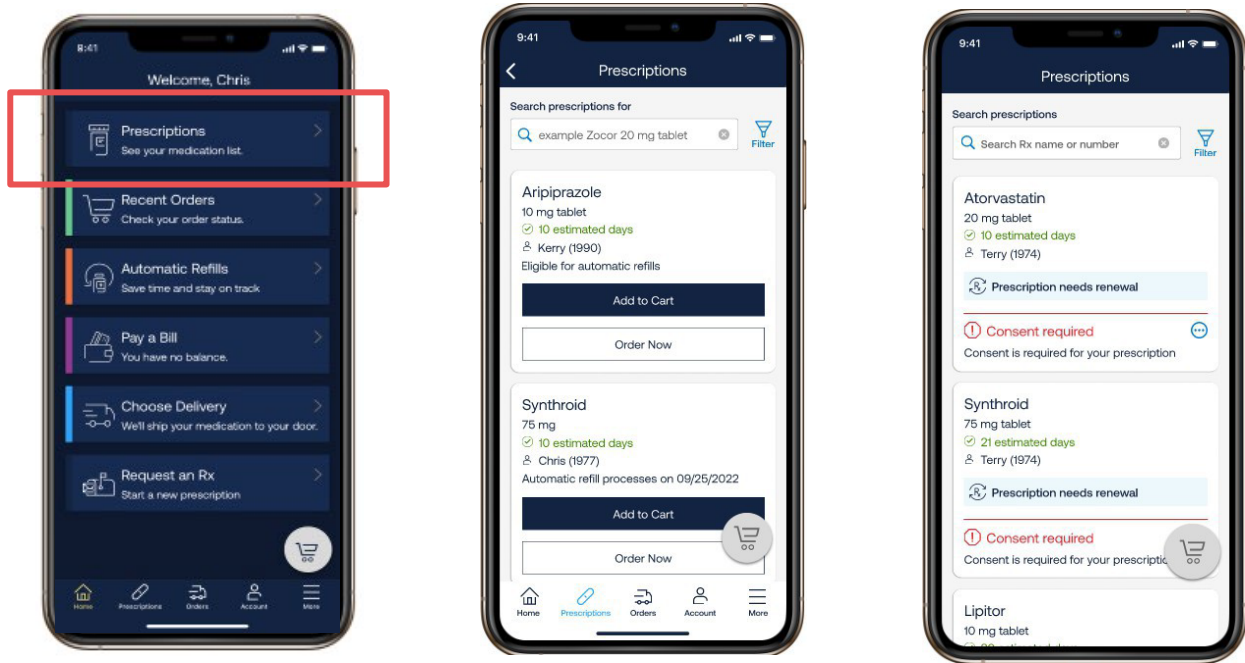 8:41
Welcome, Chris
Prescriptions
See your medication list.
Recent Orders
Check your order status.
Automatic Refills
Save time and stay on track
Pay a Bill
You have no balance.
Choose Delivery
We'll ship your medication to your door.
Request an Rx
Start a new prescription
Home
Prescriptions
Orders
Account
More
9:41
Prescriptions
Search prescriptions for
example Zocor 20 mg tablet
Filter
Aripiprazole
10 mg tablet
10 estimated days
Kerry (1990)
Eligible for automatic refills
Add to Cart
Order Now
Synthroid
75 mg
10 estimated days
Chris (1977)
Automatic refill processes on 09/25/2022
Add to Cart
Order Now
Home
Prescriptions
Orders
Account
More
9:41
Prescriptions
Search prescriptions
Search Rx name or number
Filter
Atorvastatin
20 mg tablet
10 estimated days
Terry (1974)
Prescription needs renewal
Consent required
Consent is required for your prescription
Synthroid
75 mg tablet
21 estimated days
Terry (1974)
Prescription needs renewal
Consent required
Consent is required for your
Lipitor
10 mg tablet